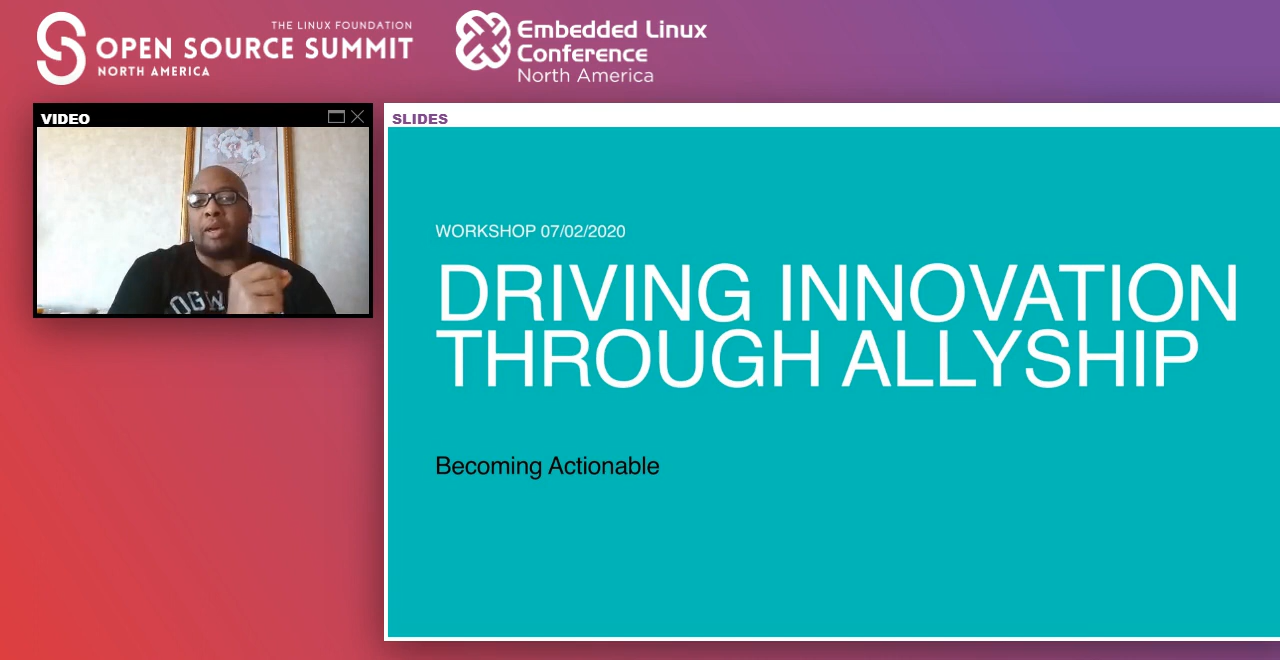 THE LINUX FOUNDATION
OPEN SOURCE SUMMIT
NORTH AMERICA
Embedded Linux
Conference
North America
VIDEO
SLIDES
WORKSHOP 07/02/2020
DRIVING INNOVATION
THROUGH ALLYSHIP
Becoming Actionable